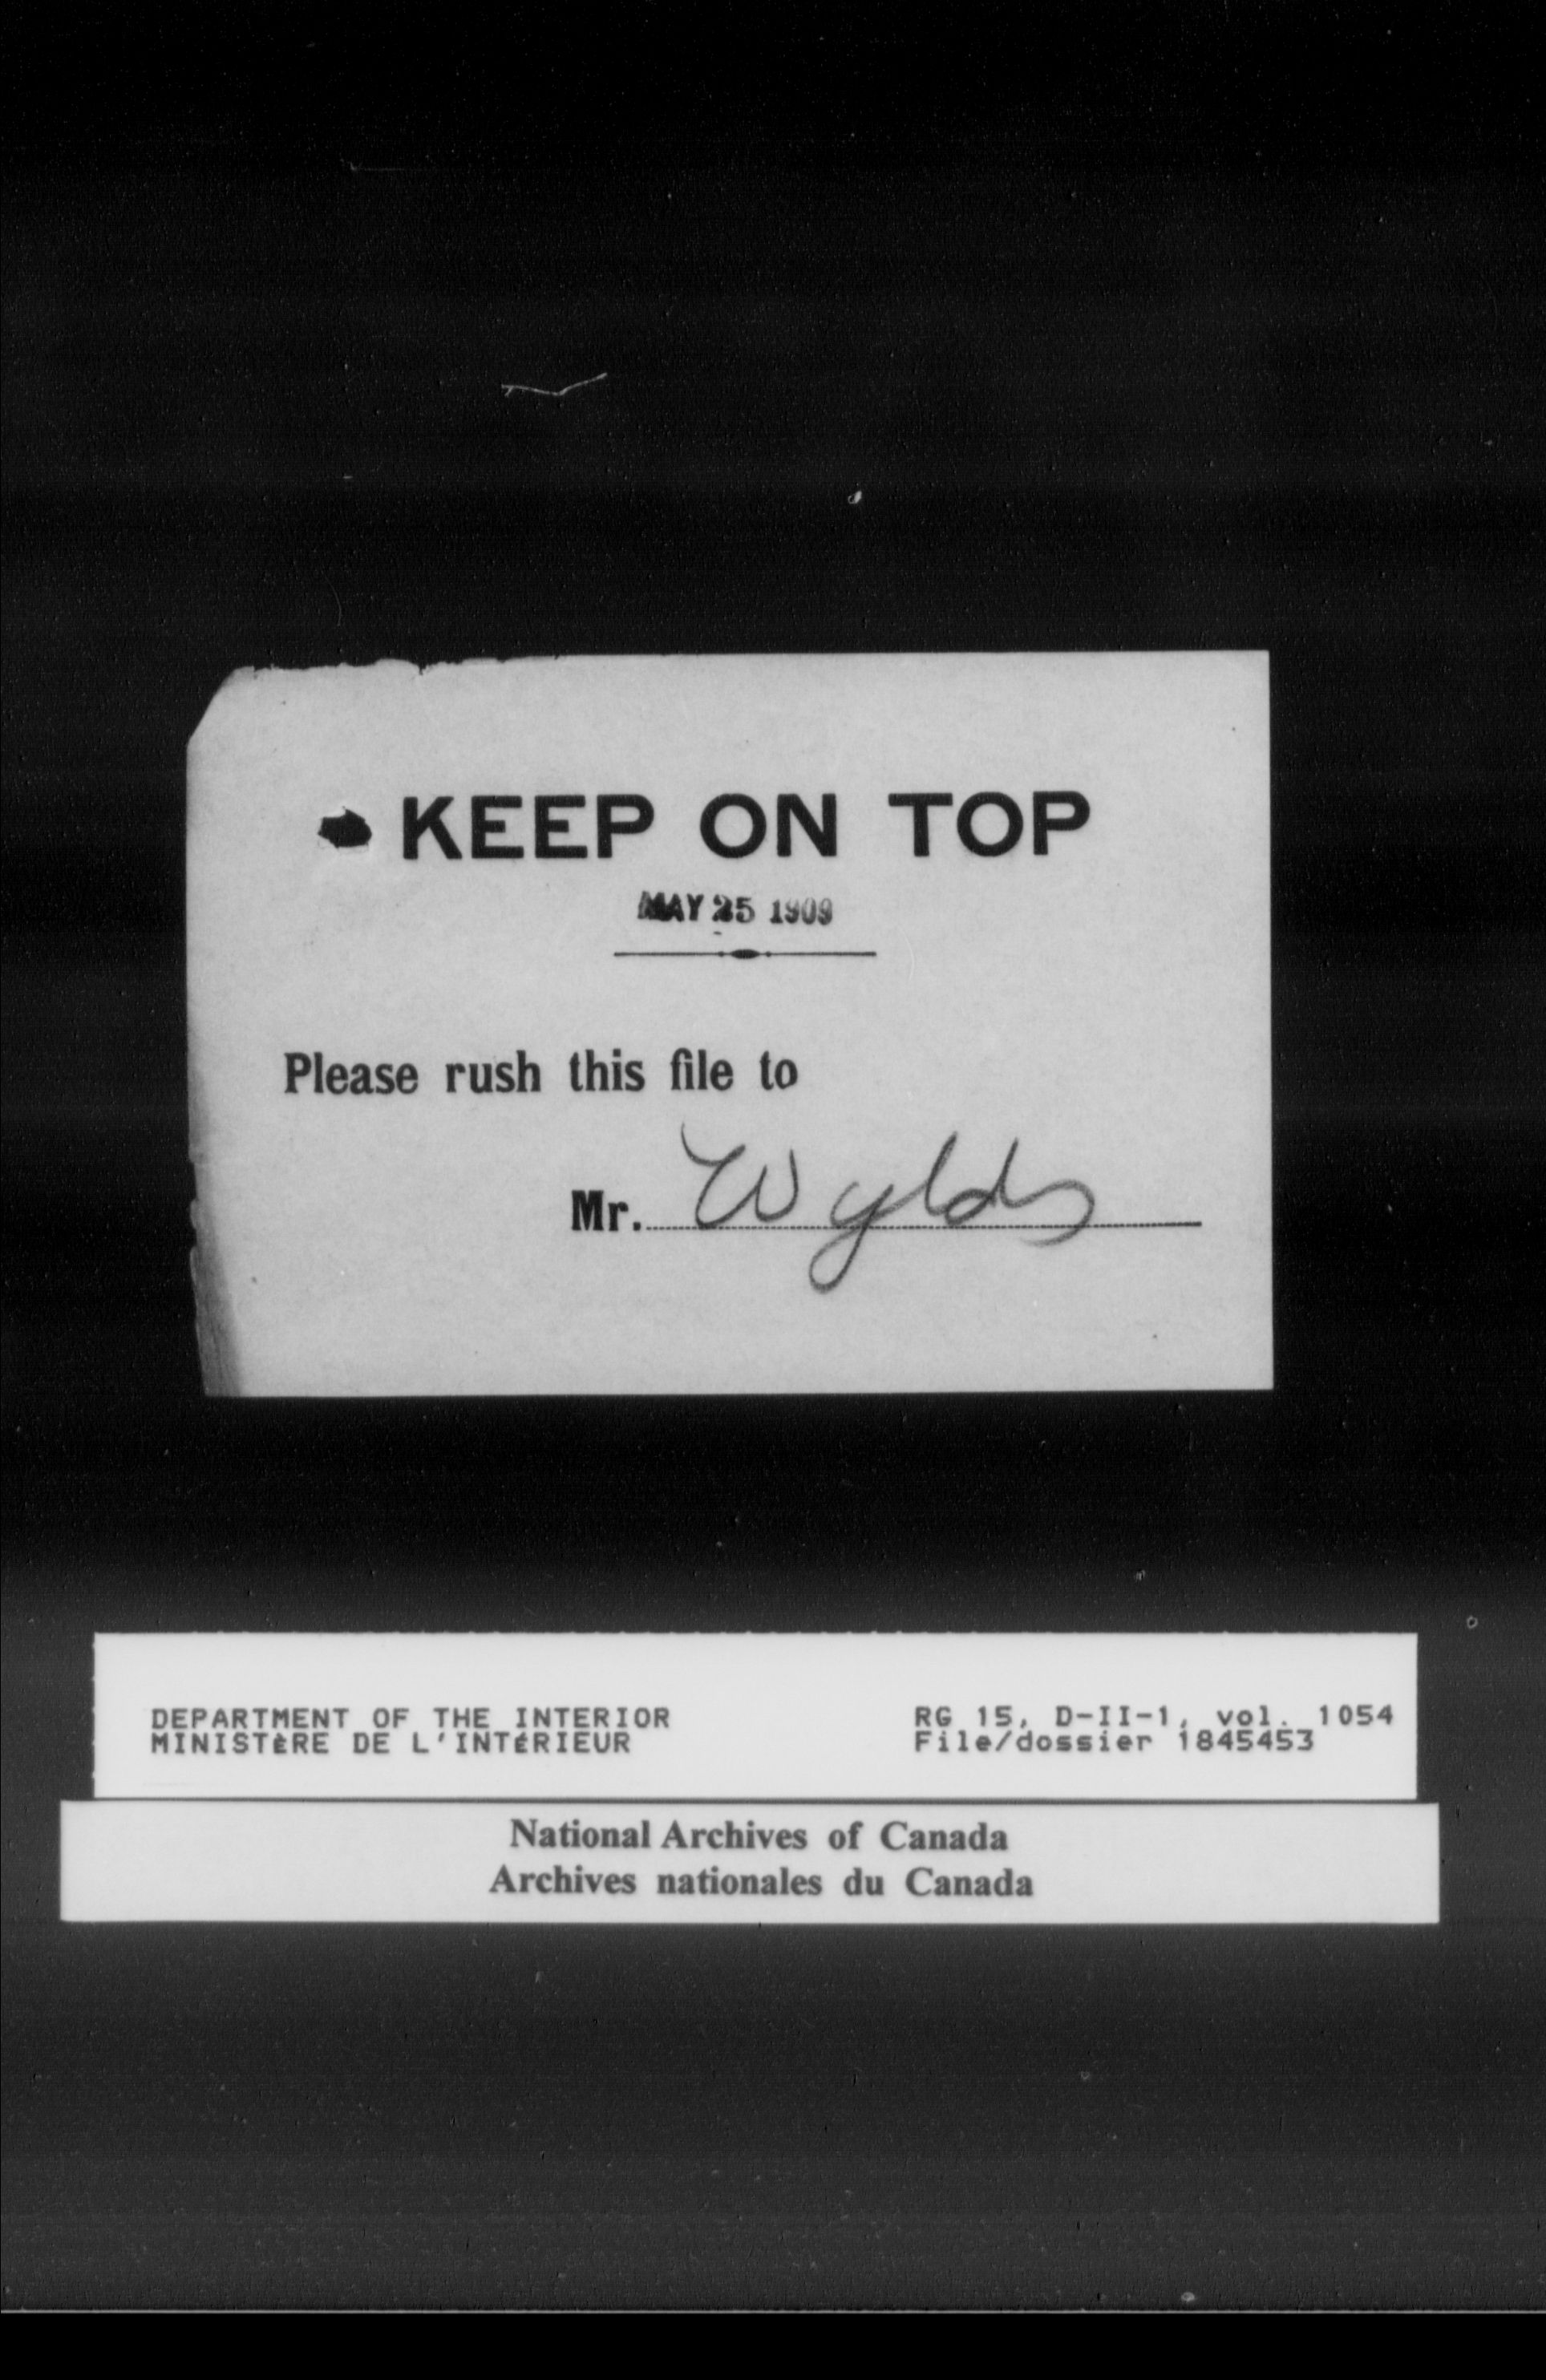 KEEP ON TOP
MAY 25 1909
Please rush this file to
Mr. Wylds
DEPARTMENT OF THE INTERIOR
MINISTÈRE DE L'INTÉRIEUR
RG 15, D-II-1, vol. 1054
File/dossier 1845453
National Archives of Canada
Archives nationales du Canada